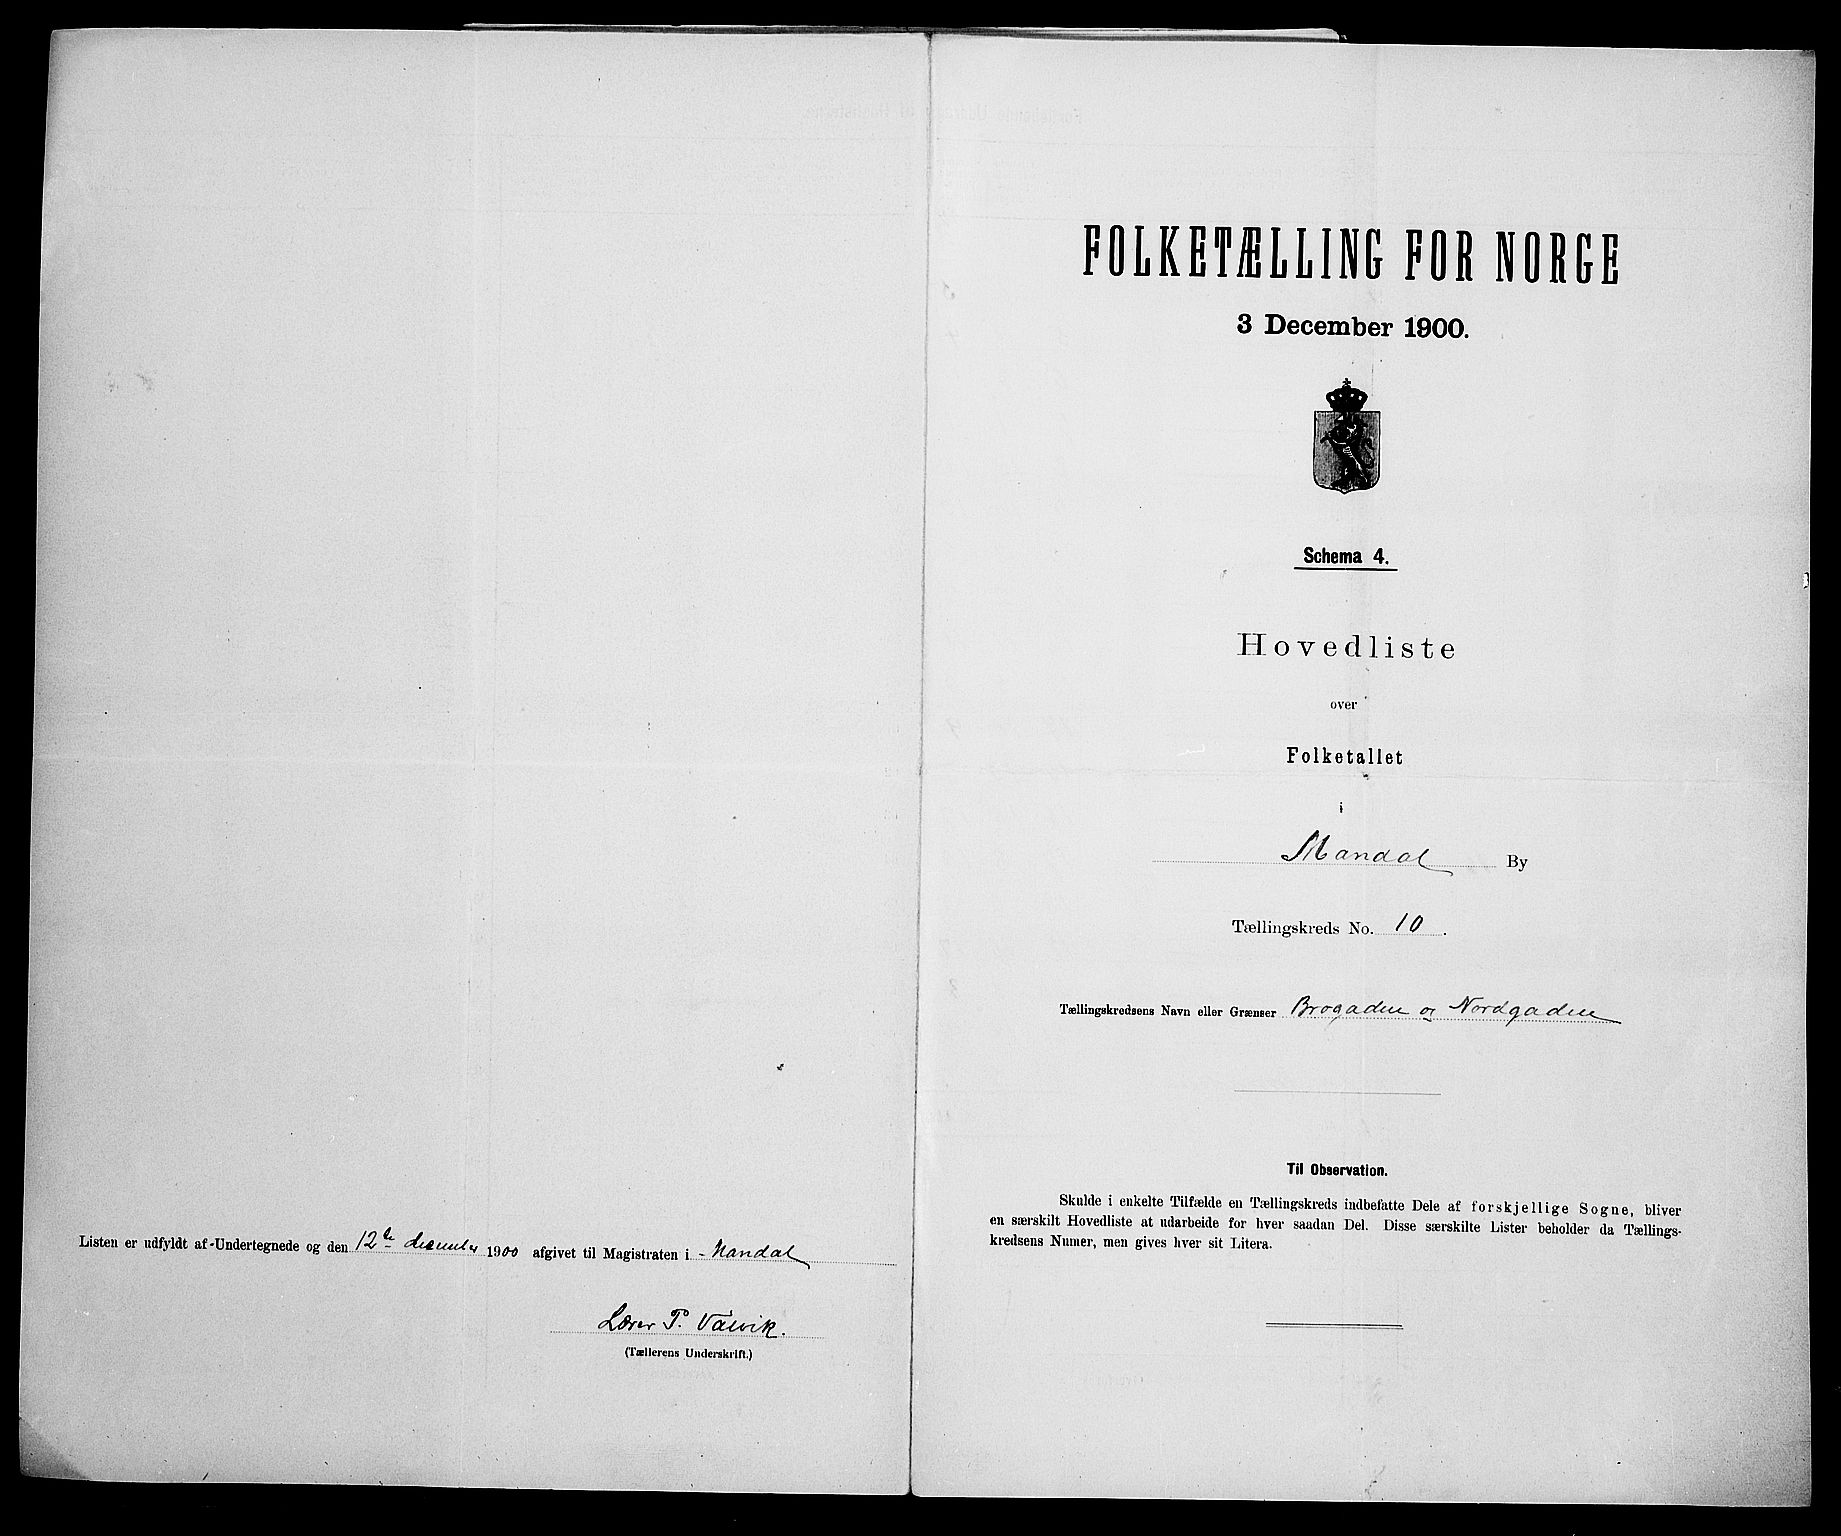 Listen er udfyldt af Undertegnede og den 12te december 1900 afgivet til Magistraten i Mandal
Lærer P. Valvik.
(Tællerens Underskrift.)
FOLKETÆLLING FOR NORGE
3 December 1900.
Schema 4.
Hovedliste
over
Folketallet
i
Mandal By
Tællingskreds No. 10.
Tællingskredsens Navn eller Grænser Brogaden og Nordgaden
Til Observation.
Skulde i enkelte Tilfælde en Tællingskreds indbefatte Dele af forskjellige Sogne, bliver
en særskilt Hovedliste at udarbeide for hver saadan Del. Disse særskilte Lister beholder da Tællings-
kredsens Numer, men gives hver sit Litera.